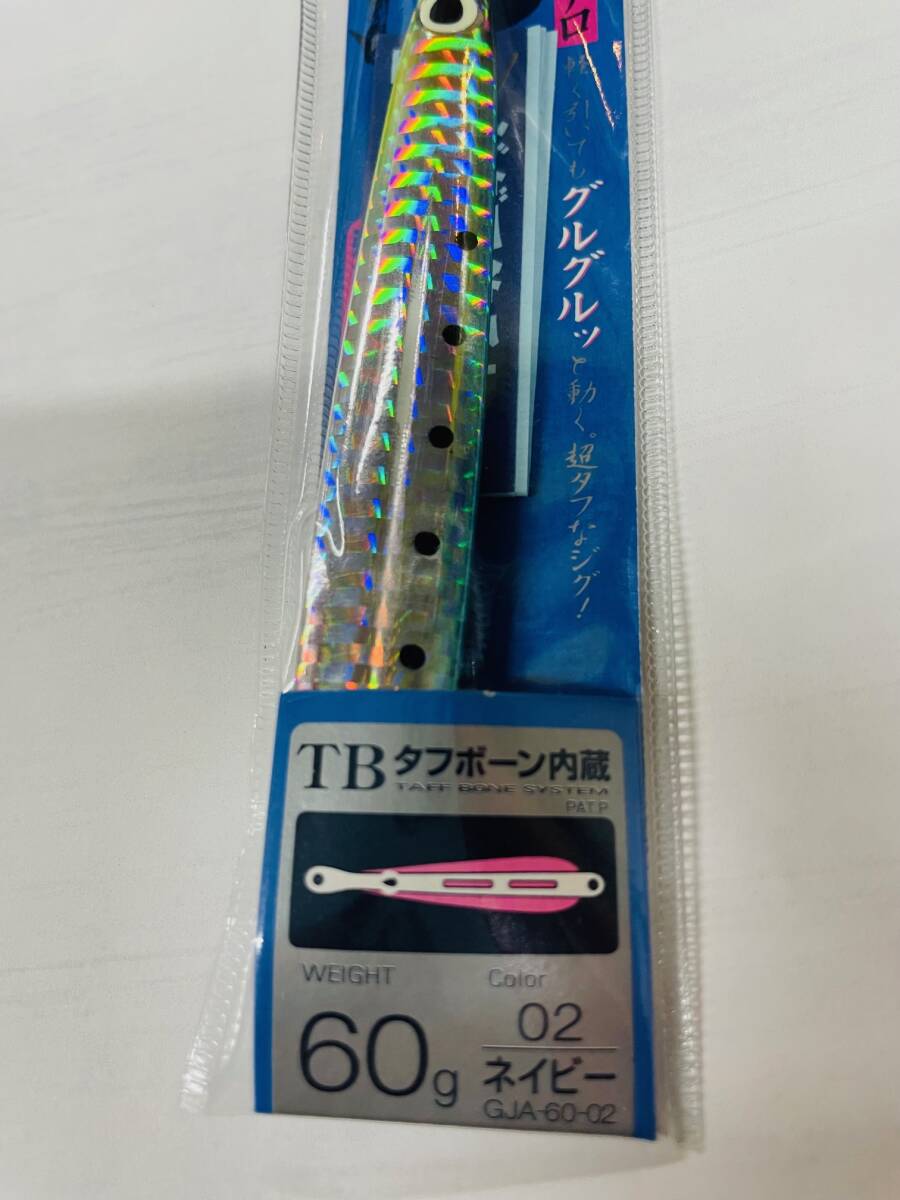 軽く引いても グルグルッと動く。超タフなジグ!
TB タフボーン内蔵
TAFF BONE SYSTEM
PAT.P
WEIGHT
Color
60g
02
ネイビー
GJA-60-02